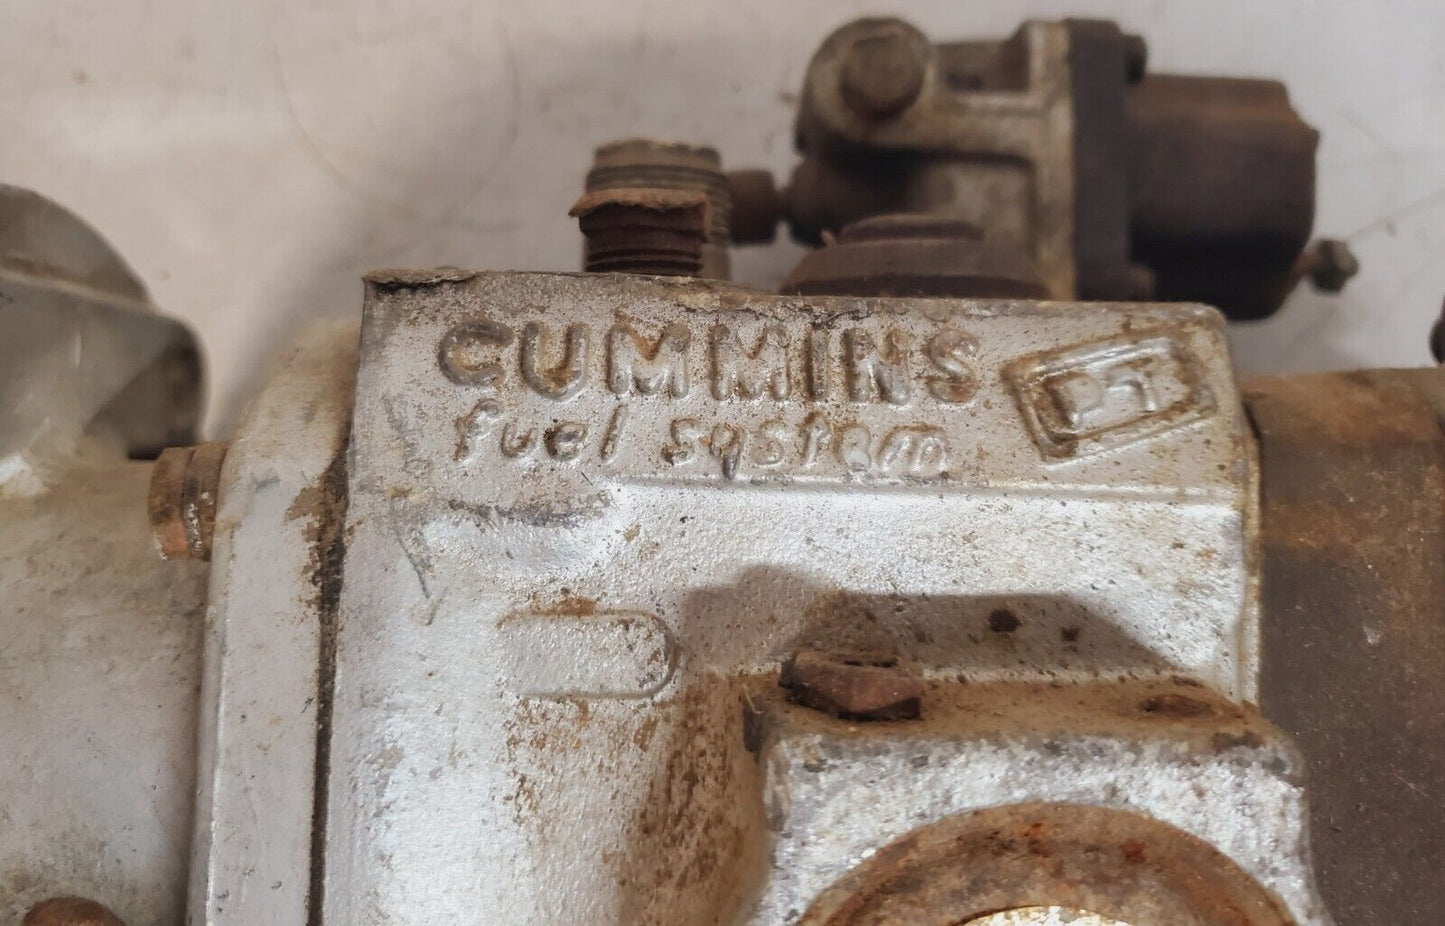 CUMMINS
fuel system
PT